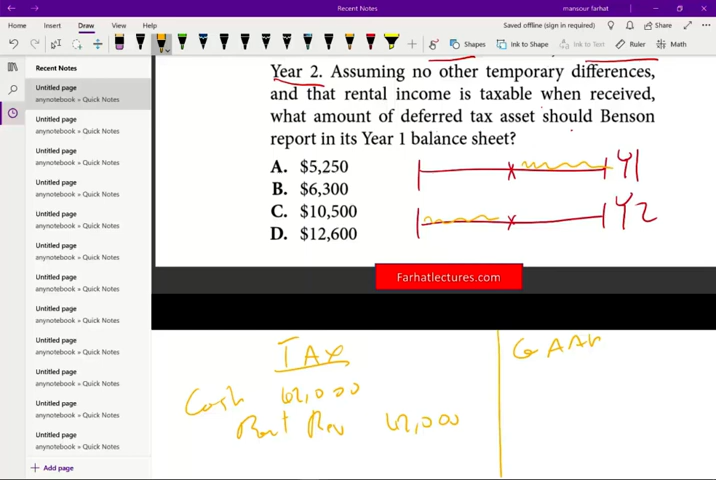 Recent Notes
mansour farhat
Home Insert Draw View Help
Saved offline (sign in required)
Share
Shapes
Ink to Shape
Ink to Text
Ruler
Math
Recent Notes
Untitled page
anynotebook » Quick Notes
Untitled page
anynotebook » Quick Notes
Untitled page
anynotebook » Quick Notes
Untitled page
anynotebook » Quick Notes
Untitled page
anynotebook » Quick Notes
Untitled page
anynotebook » Quick Notes
Untitled page
anynotebook » Quick Notes
Untitled page
anynotebook » Quick Notes
Untitled page
anynotebook » Quick Notes
Untitled page
anynotebook » Quick Notes
Untitled page
anynotebook » Quick Notes
Untitled page
anynotebook » Quick Notes
+ Add page
Year 2. Assuming no other temporary differences,
and that rental income is taxable when received,
what amount of deferred tax asset should Benson
report in its Year 1 balance sheet?
A. $5,250
B. $6,300
C. $10,500
D. $12,600
Y1
Y2
Farhatlectures.com
TAX
Cash
Rent Rev
GAAP